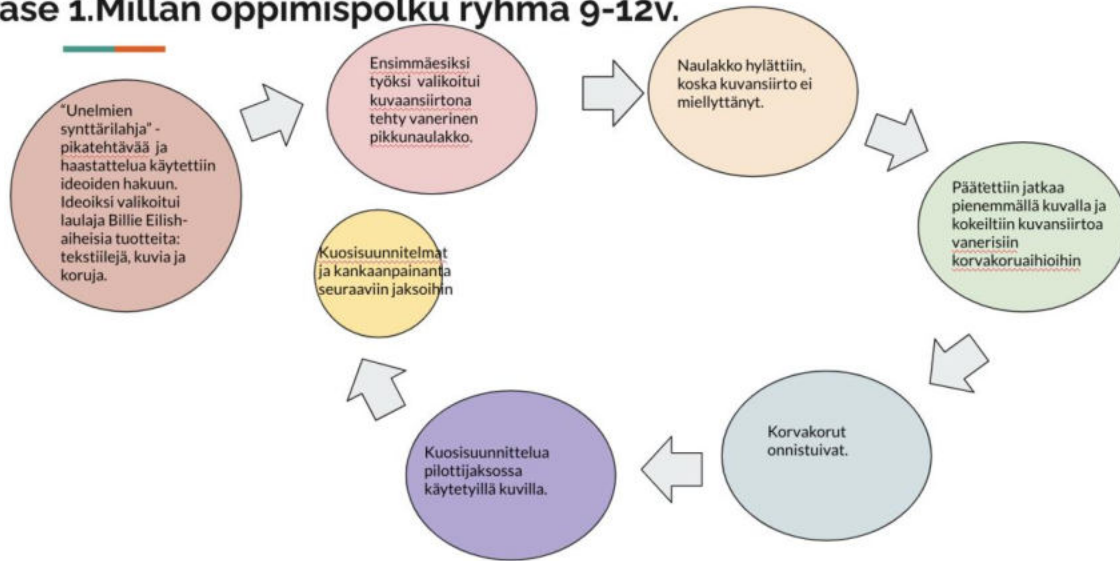 ase 1.Millan oppimispolku ryhmä 9-12v.
“Unelmien
synttärilahja” -
pikatehtävää ja
haastattelua käytettiin
ideoiden hakuun.
Ideoiksi valikoitui
laulaja Billie Eilish-
aiheisia tuotteita:
tekstiilejä, kuvia ja
koruja.
Ensimmäesiksi
työksi valikoitui
kuvaansiirtona
tehty vanerinen
pikkunaulakko.
Naulakko hylättiin,
koska kuvansiirto ei
miellyttänyt.
Päätettiin jatkaa
pienemmällä kuvalla ja
kokeiltiin kuvansiirtoa
vanerisiin
korvakoruaihioihin
Korvakorut
onnistuivat.
Kuosisuunnittelua
pilottijaksossa
käytetyillä kuvilla.
Kuosisuunnitelmat
ja kankaanpainanta
seuraaviin jaksoihin